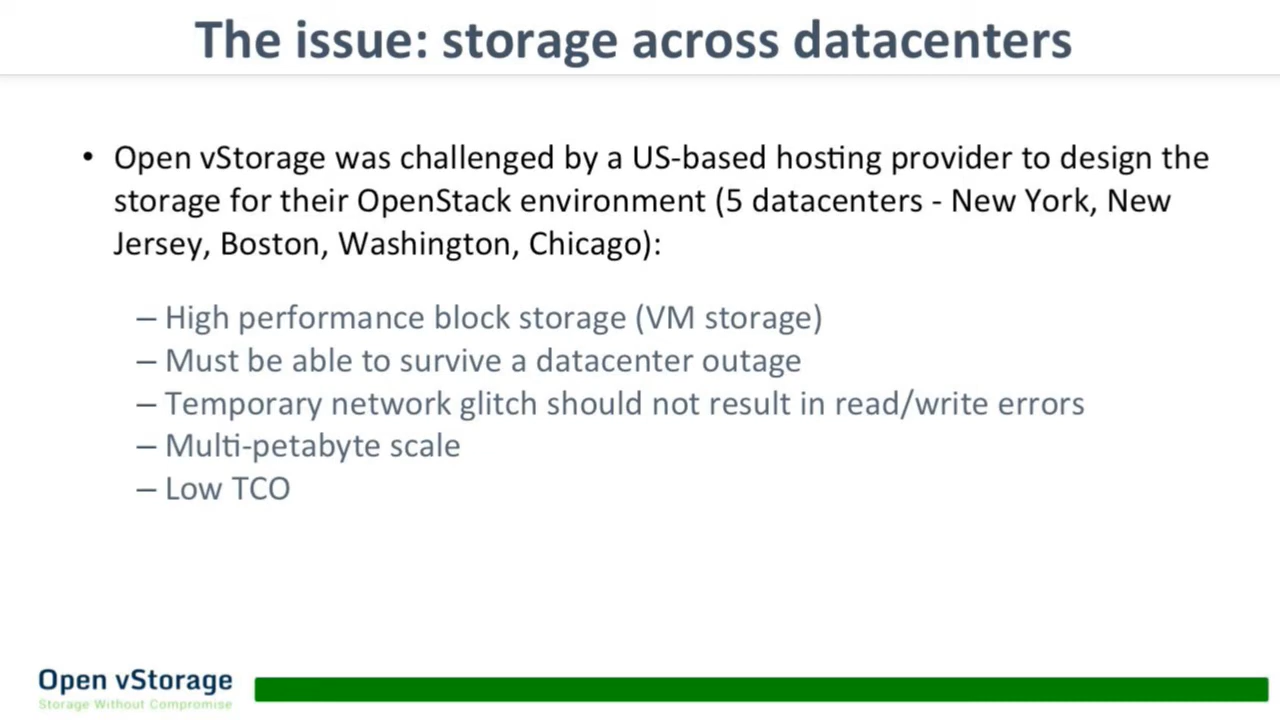 The issue: storage across datacenters
• Open vStorage was challenged by a US-based hosting provider to design the
storage for their OpenStack environment (5 datacenters - New York, New
Jersey, Boston, Washington, Chicago):
– High performance block storage (VM storage)
– Must be able to survive a datacenter outage
– Temporary network glitch should not result in read/write errors
– Multi-petabyte scale
– Low TCO
Open vStorage
Storage Without Compromise